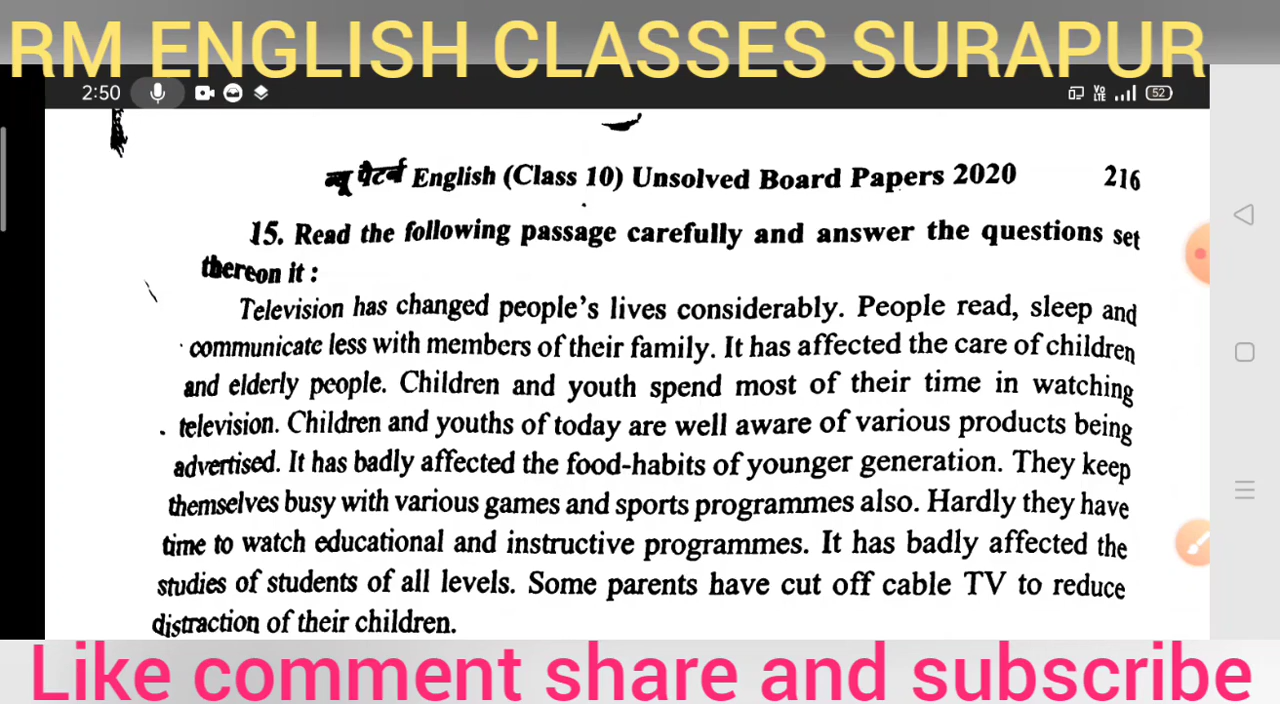 RM ENGLISH CLASSES SURAPUR
2:50 Vo LTE 52
न्यू पैटर्न English (Class 10) Unsolved Board Papers 2020 216
15. Read the following passage carefully and answer the questions set
thereon it :
Television has changed people's lives considerably. People read, sleep and
communicate less with members of their family. It has affected the care of children
and elderly people. Children and youth spend most of their time in watching
television. Children and youths of today are well aware of various products being
advertised. It has badly affected the food-habits of younger generation. They keep
themselves busy with various games and sports programmes also. Hardly they have
time to watch educational and instructive programmes. It has badly affected the
studies of students of all levels. Some parents have cut off cable TV to reduce
distraction of their children.
Like comment share and subscribe